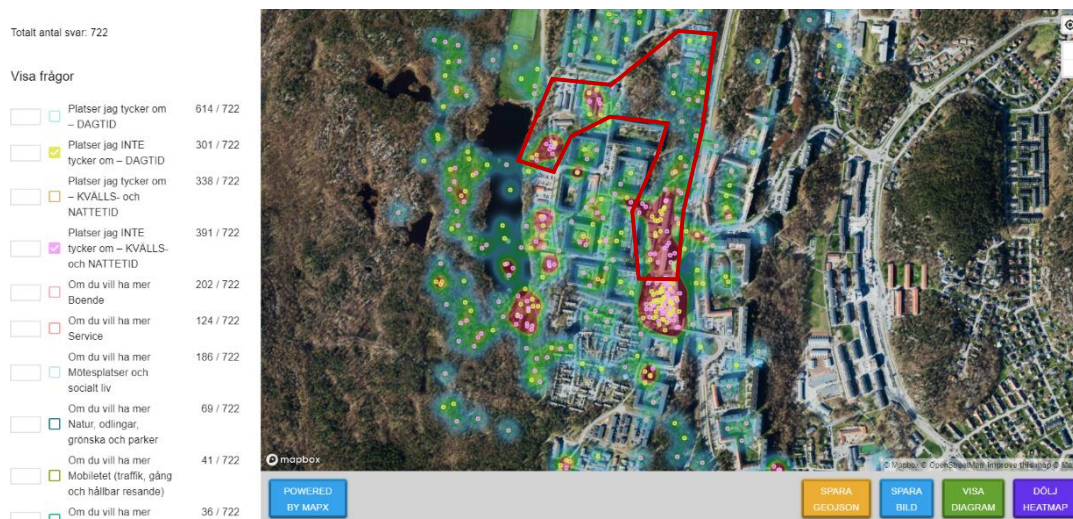 Totalt antal svar: 722
Visa frågor
Platser jag tycker om
– DAGTID
614 / 722
Platser jag INTE
tycker om – DAGTID
301 / 722
Platser jag tycker om
– KVÄLLS- och
NATTETID
338 / 722
Platser jag INTE
tycker om – KVÄLLS-
och NATTETID
391 / 722
Om du vill ha mer
Boende
202 / 722
Om du vill ha mer
Service
124 / 722
Om du vill ha mer
Mötesplatser och
socialt liv
186 / 722
Om du vill ha mer
Natur, odlingar,
grönska och parker
69 / 722
Om du vill ha mer
Mobiletet (traffik, gång
och hållbar resande)
41 / 722
Om du vill ha mer
36 / 722
mapbox
© Mapbox © OpenStreetMap Improve this map © Ma
POWERED
BY MAPX
SPARA
GEOJSON
SPARA
BILD
VISA
DIAGRAM
DÖLJ
HEATMAP